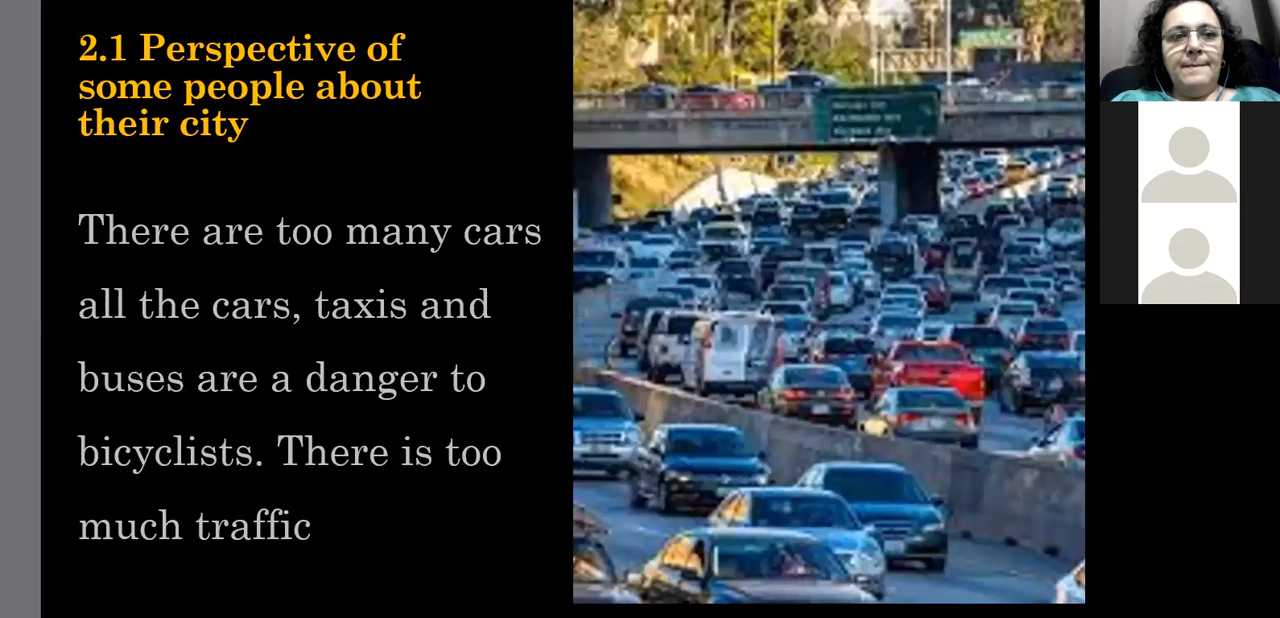 2.1 Perspective of
some people about
their city
There are too many cars
all the cars, taxis and
buses are a danger to
bicyclists. There is too
much traffic